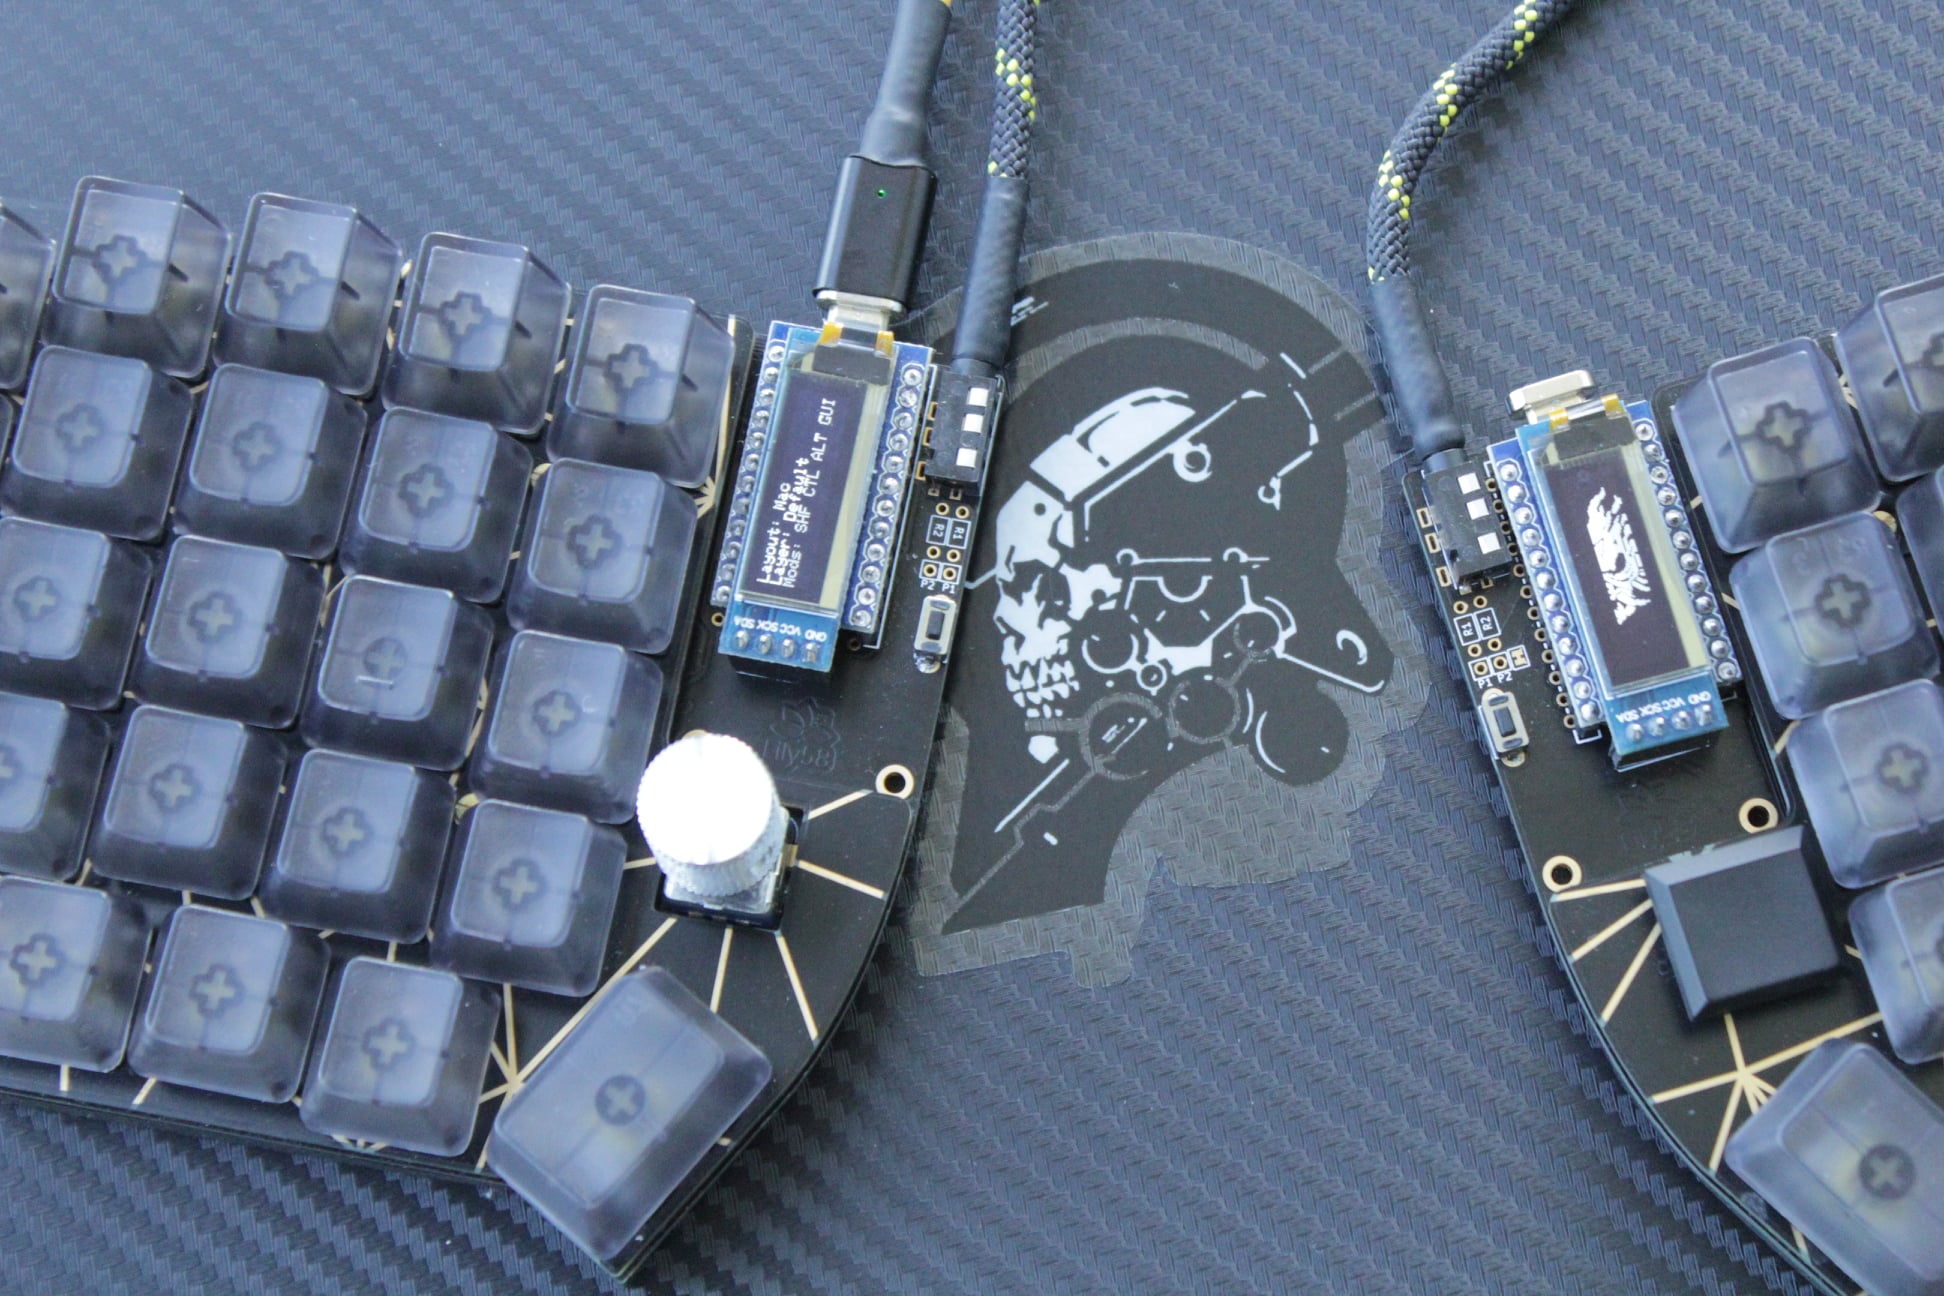 Layout: Mac
Layer: Default
Mods: SHF CTL ALT GUI
R2 R1
P2 P1
SDA SCK VCC GND
Lily58
R1 R2
P1 P2
SDA SCK VCC GND